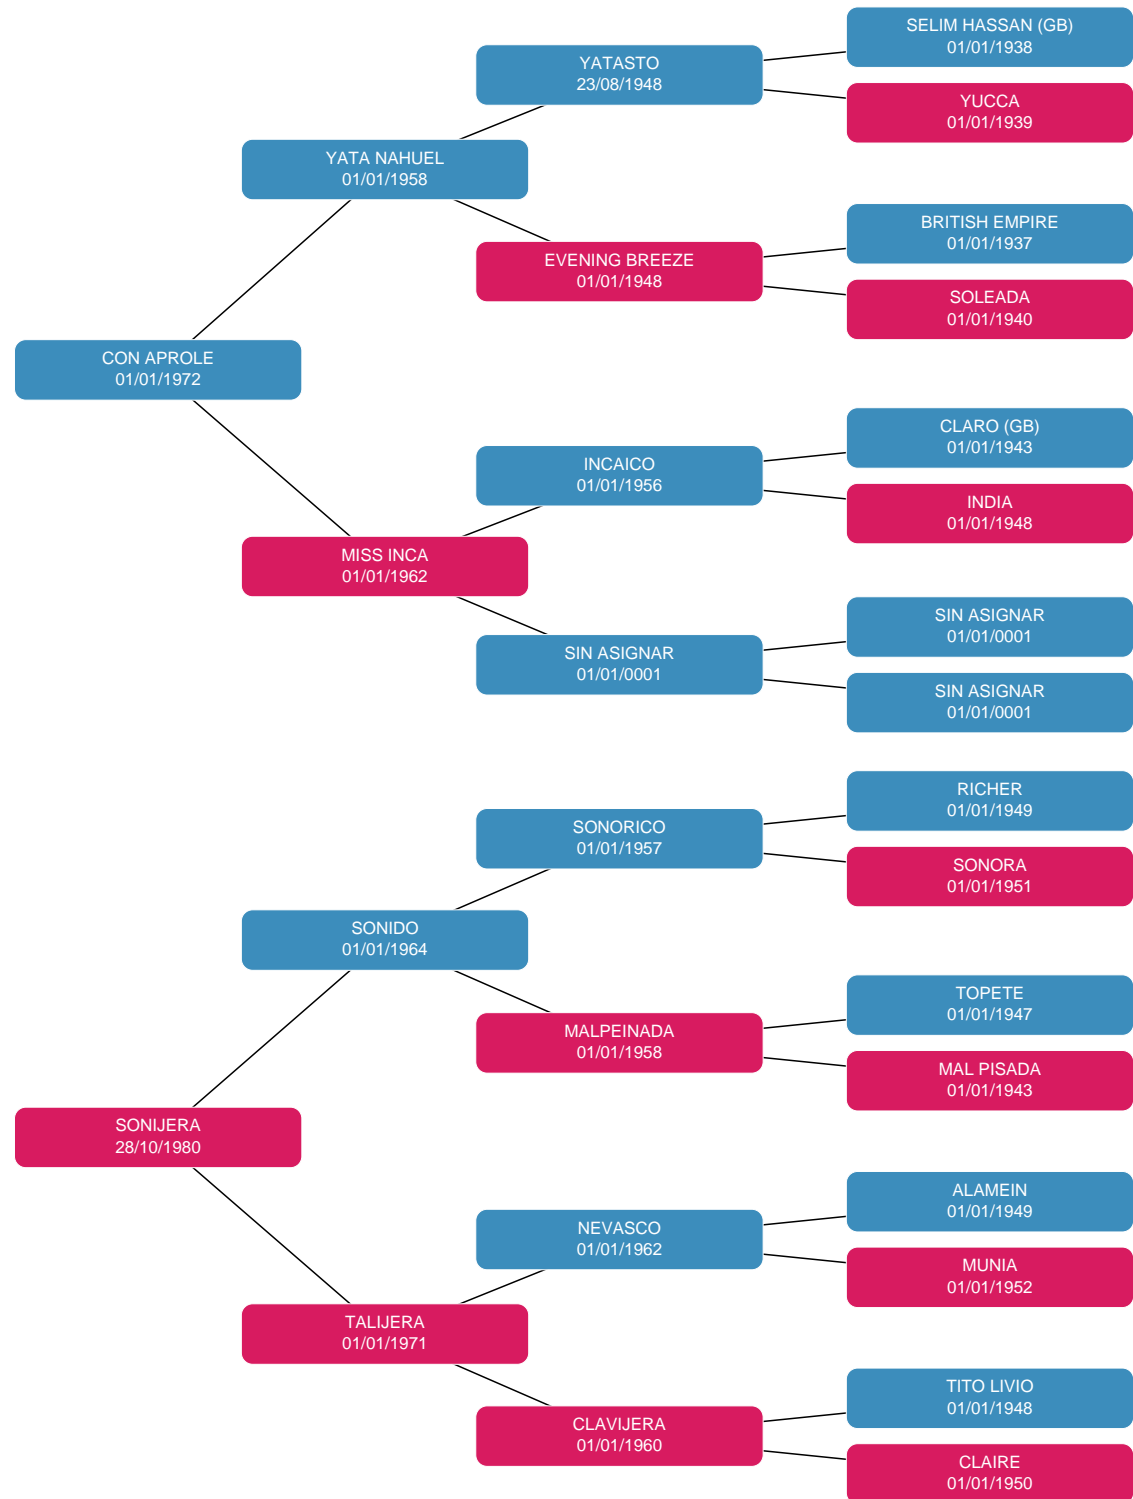 SELIM HASSAN (GB)
01/01/1938
YATASTO
23/08/1948
YUCCA
01/01/1939
YATA NAHUEL
01/01/1958
BRITISH EMPIRE
01/01/1937
EVENING BREEZE
01/01/1948
SOLEADA
01/01/1940
CON APROLE
01/01/1972
CLARO (GB)
01/01/1943
INCAICO
01/01/1956
INDIA
01/01/1948
MISS INCA
01/01/1962
SIN ASIGNAR
01/01/0001
SIN ASIGNAR
01/01/0001
SIN ASIGNAR
01/01/0001
RICHER
01/01/1949
SONORICO
01/01/1957
SONORA
01/01/1951
SONIDO
01/01/1964
TOPETE
01/01/1947
MALPEINADA
01/01/1958
MAL PISADA
01/01/1943
SONIJERA
28/10/1980
ALAMEIN
01/01/1949
NEVASCO
01/01/1962
MUNIA
01/01/1952
TALIJERA
01/01/1971
TITO LIVIO
01/01/1948
CLAVIJERA
01/01/1960
CLAIRE
01/01/1950